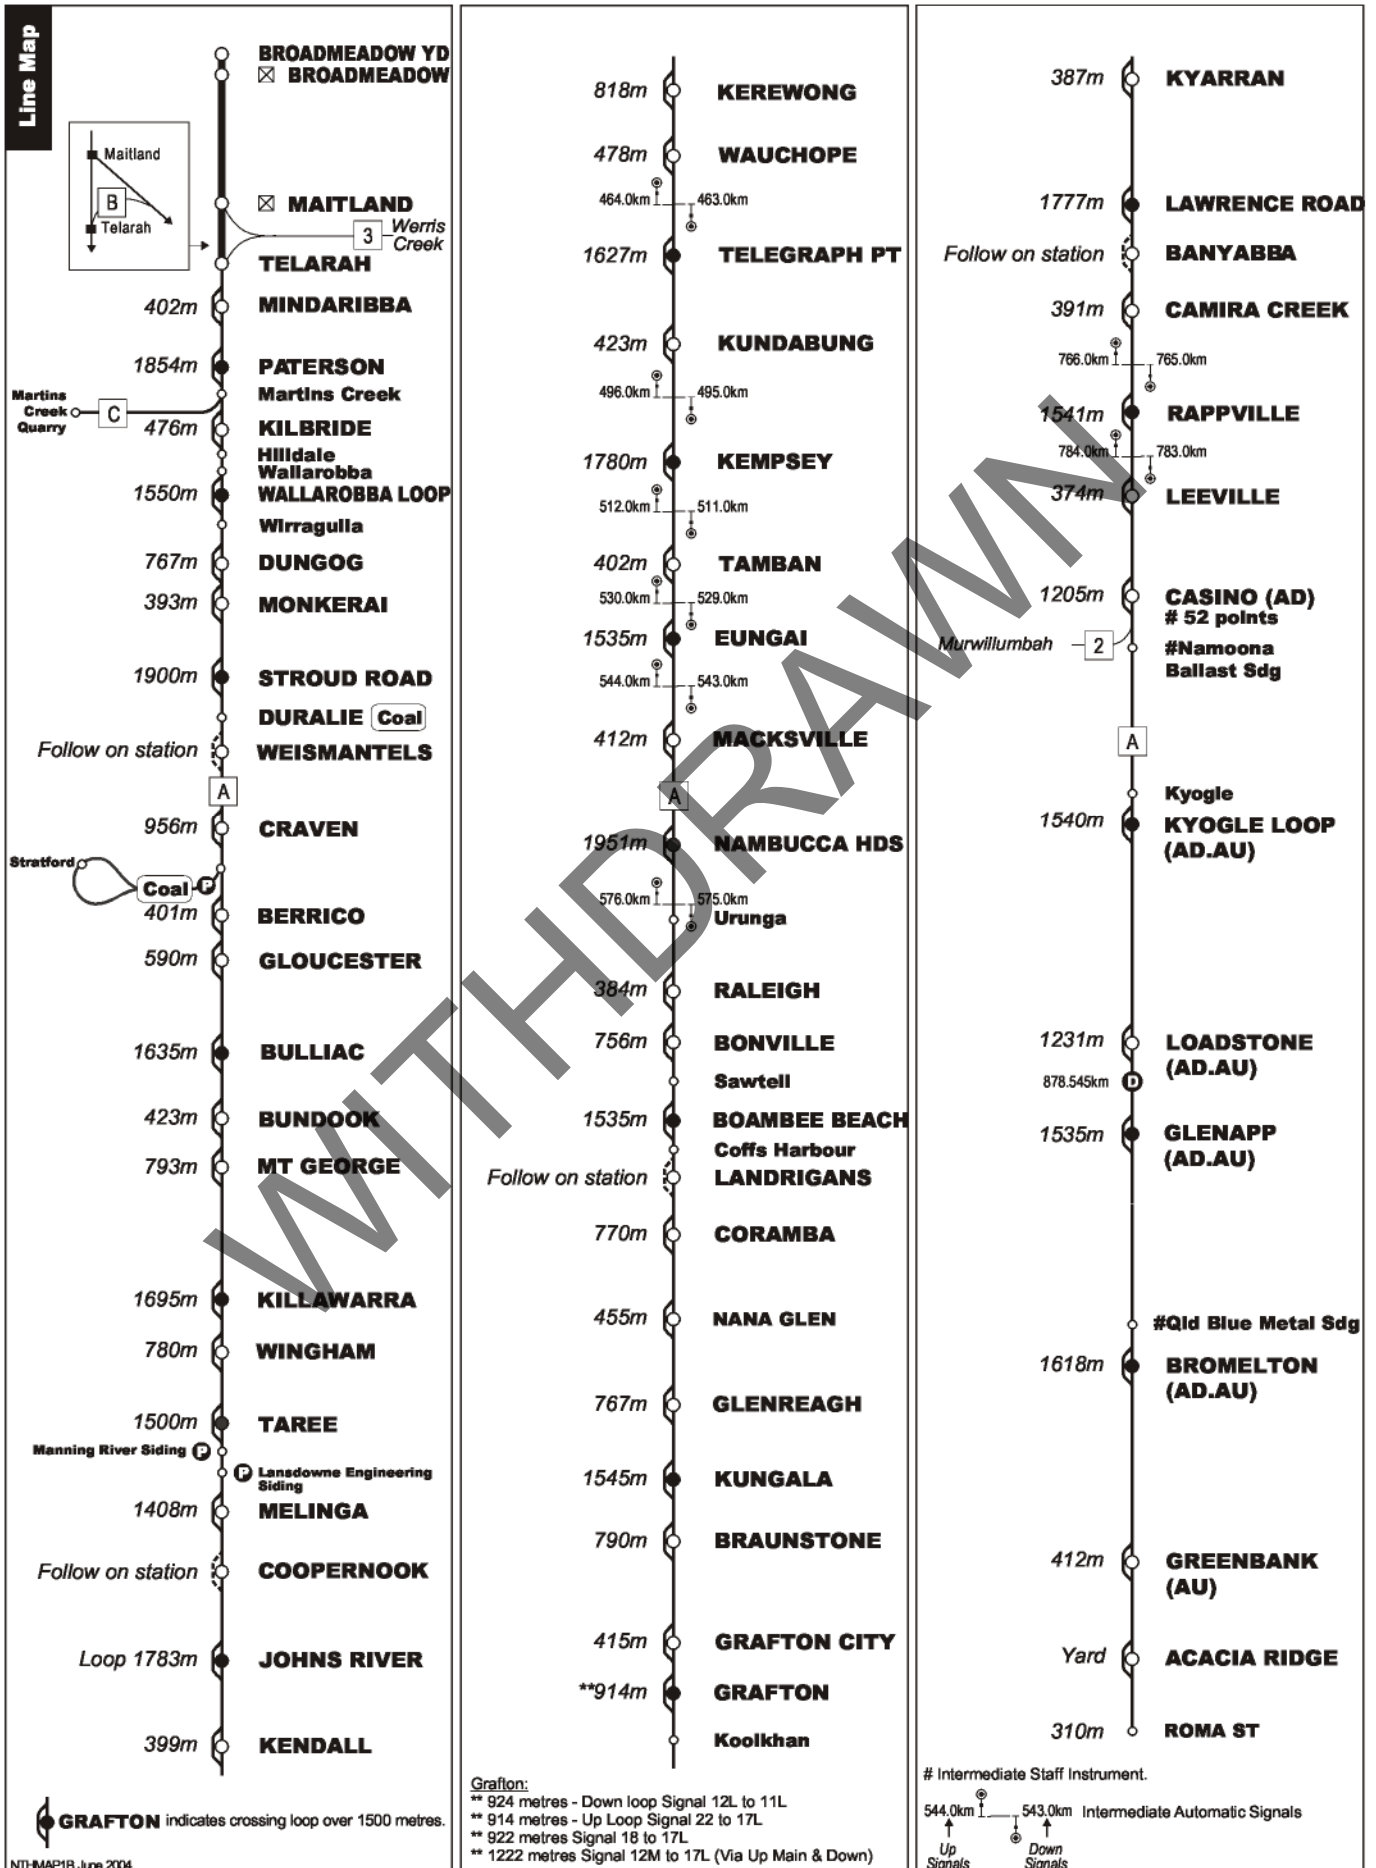 Line Map
BROADMEADOW YD
BROADMEADOW
Maitland
B
Telarah
MAITLAND
3 Werris
Creek
TELARAH
402m MINDARIBBA
1854m PATERSON
Martins Creek
Martins
Creek
Quarry
C
476m KILBRIDE
Hilldale
Wallarobba
1550m WALLAROBBA LOOP
Wirragulla
767m DUNGOG
393m MONKERAI
1900m STROUD ROAD
DURALIE Coal
Follow on station WEISMANTELS
A
956m CRAVEN
Stratford
Coal P
401m BERRICO
590m GLOUCESTER
1635m BULLIAC
423m BUNDOOK
793m MT GEORGE
1695m KILLAWARRA
780m WINGHAM
1500m TAREE
Manning River Siding P
P Lansdowne Engineering
Siding
1408m MELINGA
Follow on station COOPERNOOK
Loop 1783m JOHNS RIVER
399m KENDALL
GRAFTON indicates crossing loop over 1500 metres.
NTHMAP1B June 2004
818m KEREWONG
478m WAUCHOPE
464.0km 463.0km
1627m TELEGRAPH PT
423m KUNDABUNG
496.0km 495.0km
1780m KEMPSEY
512.0km 511.0km
402m TAMBAN
530.0km 529.0km
1535m EUNGAI
544.0km 543.0km
412m MACKSVILLE
A
1951m NAMBUCCA HDS
576.0km 575.0km
Urunga
384m RALEIGH
756m BONVILLE
Sawtell
1535m BOAMBEE BEACH
Coffs Harbour
Follow on station LANDRIGANS
770m CORAMBA
455m NANA GLEN
767m GLENREAGH
1545m KUNGALA
790m BRAUNSTONE
415m GRAFTON CITY
**914m GRAFTON
Koolkhan
Grafton:
** 924 metres - Down loop Signal 12L to 11L
** 914 metres - Up Loop Signal 22 to 17L
** 922 metres Signal 18 to 17L
** 1222 metres Signal 12M to 17L (Via Up Main & Down)
387m KYARRAN
1777m LAWRENCE ROAD
Follow on station BANYABBA
391m CAMIRA CREEK
766.0km 765.0km
1541m RAPPVILLE
784.0km 783.0km
374m LEEVILLE
1205m CASINO (AD)
# 52 points
Murwillumbah 2
#Namoona
Ballast Sdg
A
Kyogle
1540m KYOGLE LOOP
(AD.AU)
1231m LOADSTONE
(AD.AU)
878.545km D
1535m GLENAPP
(AD.AU)
#Qld Blue Metal Sdg
1618m BROMELTON
(AD.AU)
412m GREENBANK
(AU)
Yard ACACIA RIDGE
310m ROMA ST
# Intermediate Staff Instrument.
544.0km 543.0km Intermediate Automatic Signals
Up
Signals
Down
Signals
WITHDRAWN